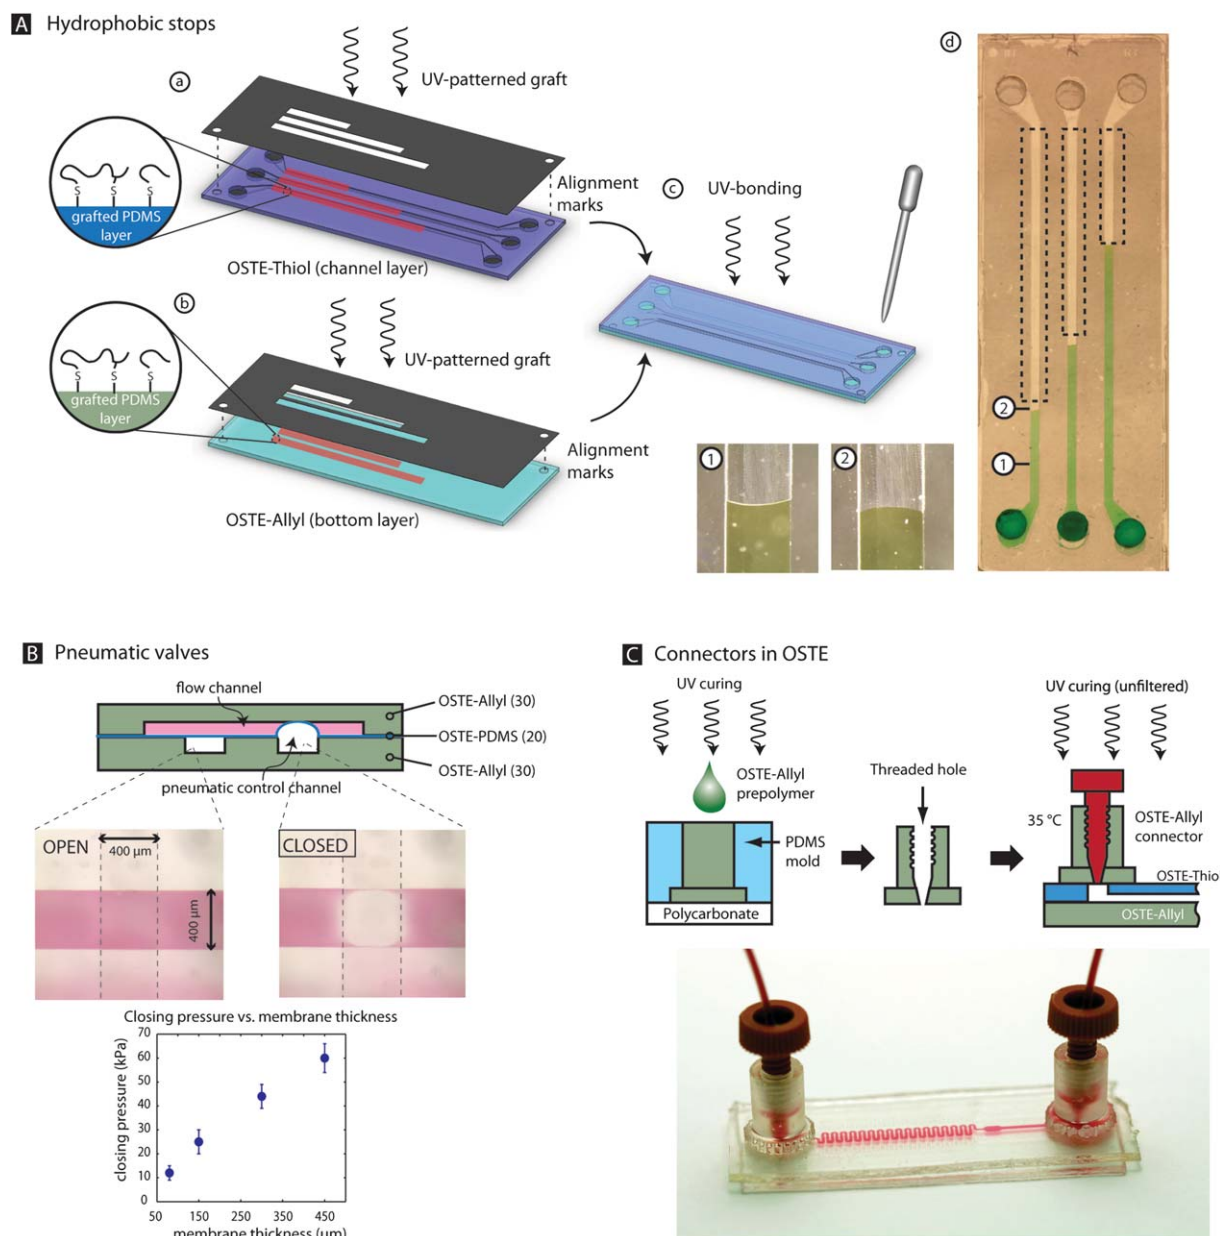 A Hydrophobic stops
a
UV-patterned graft
S S S
grafted PDMS
layer
Alignment
marks
OSTE-Thiol (channel layer)
b
UV-patterned graft
S S S
grafted PDMS
layer
Alignment
marks
OSTE-Allyl (bottom layer)
c UV-bonding
1
2
d
2
1
B Pneumatic valves
flow channel
OSTE-Allyl (30)
OSTE-PDMS (20)
OSTE-Allyl (30)
pneumatic control channel
OPEN
400 µm
400 µm
CLOSED
Closing pressure vs. membrane thickness
closing pressure (kPa)
70
60
50
40
30
20
10
0
50 150 250 350 450
membrane thickness (µm)
C Connectors in OSTE
UV curing
OSTE-Allyl
prepolymer
PDMS
mold
Polycarbonate
Threaded hole
UV curing (unfiltered)
35 °C
OSTE-Allyl
connector
OSTE-Thio
OSTE-Allyl